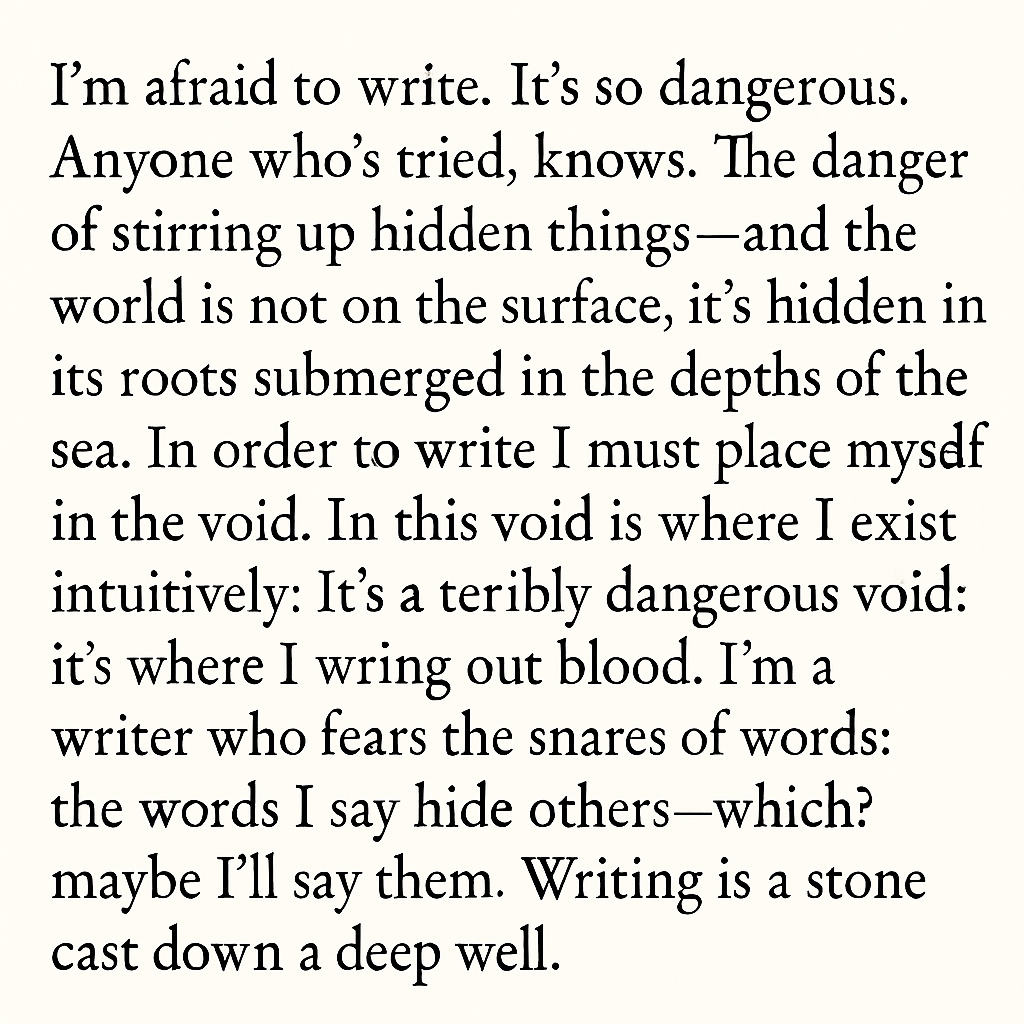 I'm afraid to write. It's so dangerous.
Anyone who's tried, knows. The danger
of stirring up hidden things—and the
world is not on the surface, it's hidden in
its roots submerged in the depths of the
sea. In order to write I must place mysdf
in the void. In this void is where I exist
intuitively: It's a teribly dangerous void:
it's where I wring out blood. I'm a
writer who fears the snares of words:
the words I say hide others—which?
maybe I'll say them. Writing is a stone
cast down a deep well.